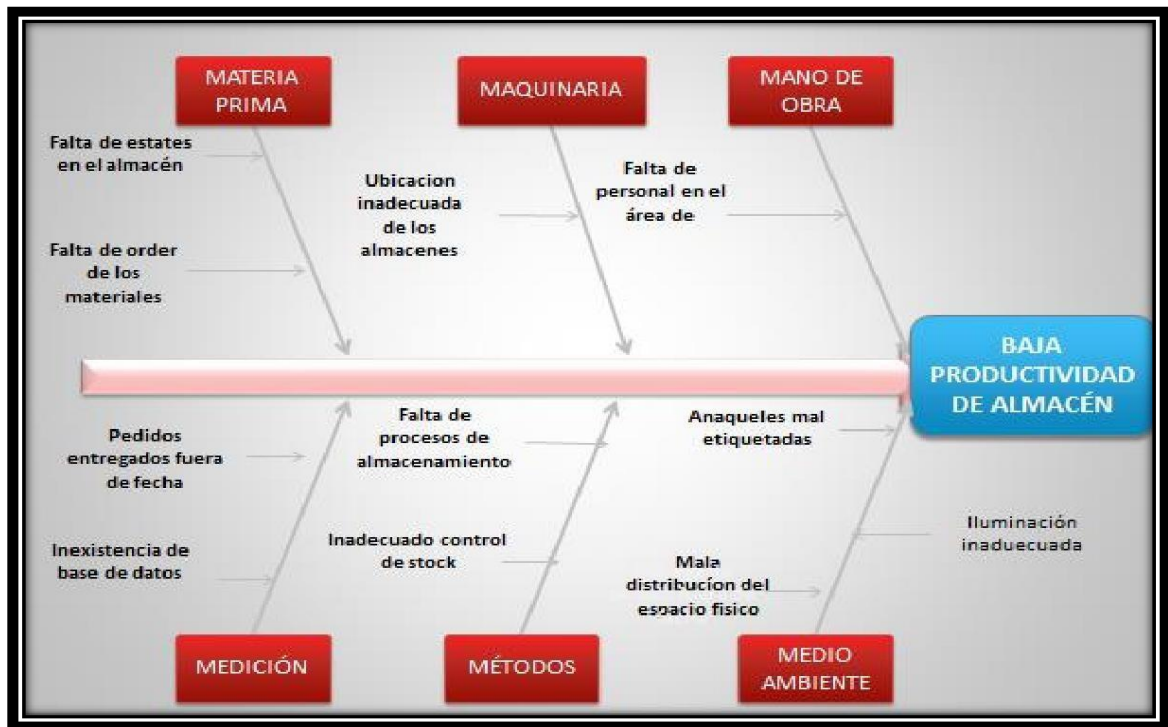 MATERIA
PRIMA
MAQUINARIA
MANO DE
OBRA
Falta de estates
en el almacén
Ubicacion
inadecuada
de los
almacenes
Falta de
personal en el
área de
Falta de order
de los
materiales
BAJA
PRODUCTIVIDAD
DE ALMACÉN
Pedidos
entregados fuera
de fecha
Falta de
procesos de
almacenamiento
Anaqueles mal
etiquetadas
Inexistencia de
base de datos
Inadecuado control
de stock
Mala
distribucíon del
espacio fisico
Iluminación
inaduecuada
MEDICIÓN
MÉTODOS
MEDIO
AMBIENTE